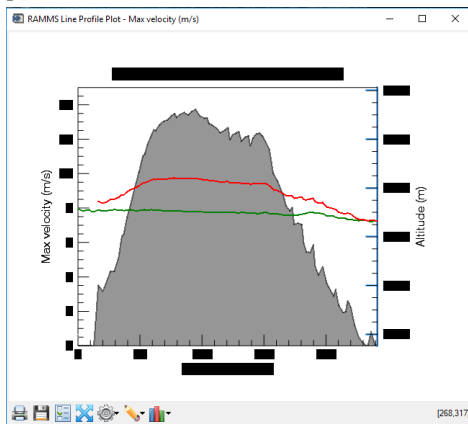 RAMMS Line Profile Plot - Max velocity (m/s)
Max velocity (m/s)
Altitude (m)
[268,317]